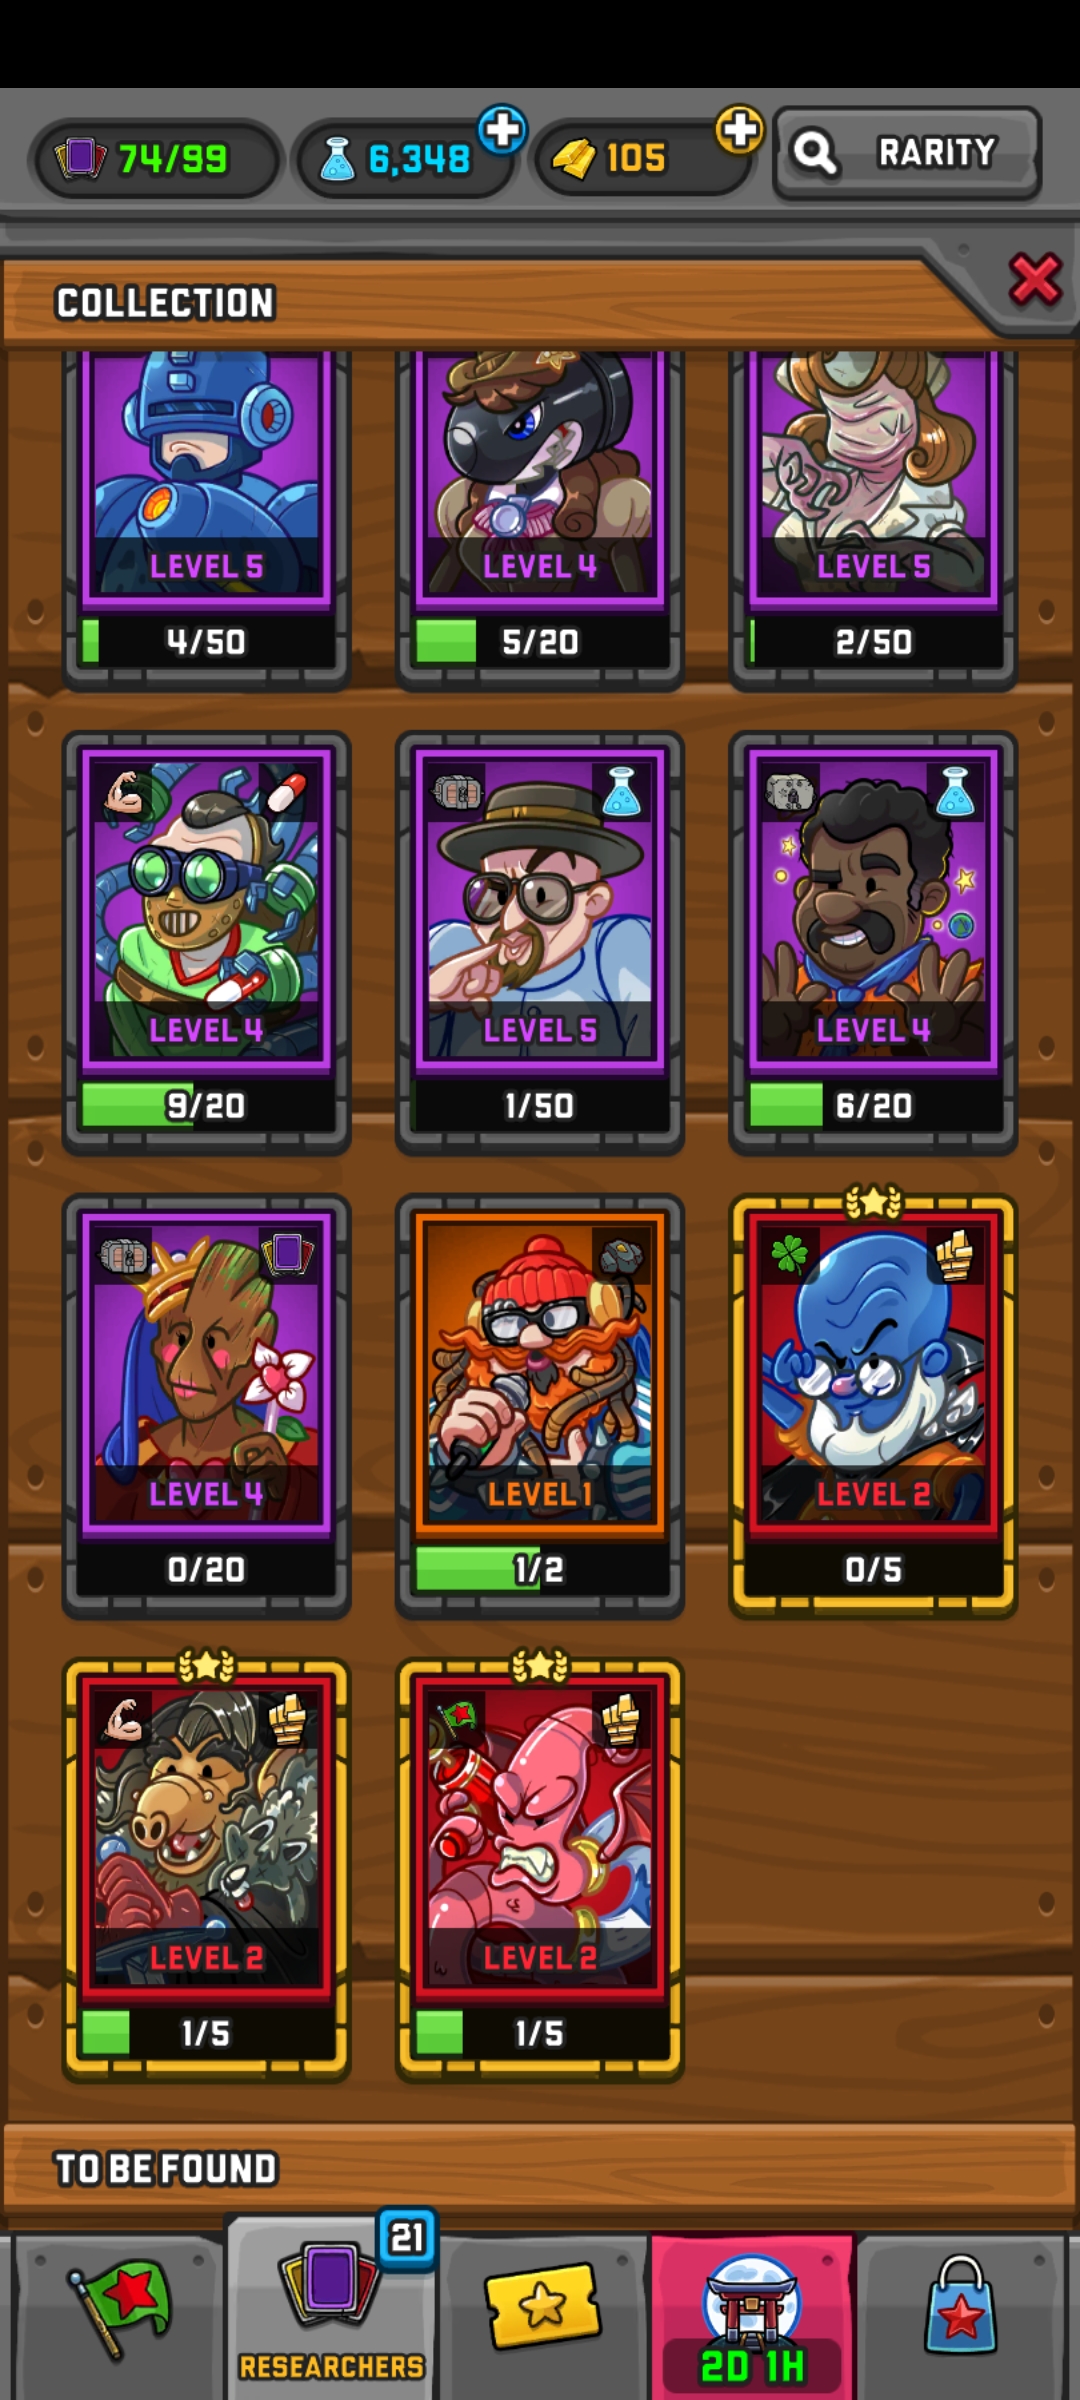 74/99 6,348 105 RARITY
COLLECTION
LEVEL 5 LEVEL 4 LEVEL 5
4/50 5/20 2/50
LEVEL 4 LEVEL 5 LEVEL 4
9/20 1/50 6/20
LEVEL 4 LEVEL 1 LEVEL 2
0/20 1/2 0/5
LEVEL 2 LEVEL 2
1/5 1/5
TO BE FOUND
21
RESEARCHERS 2D 1H